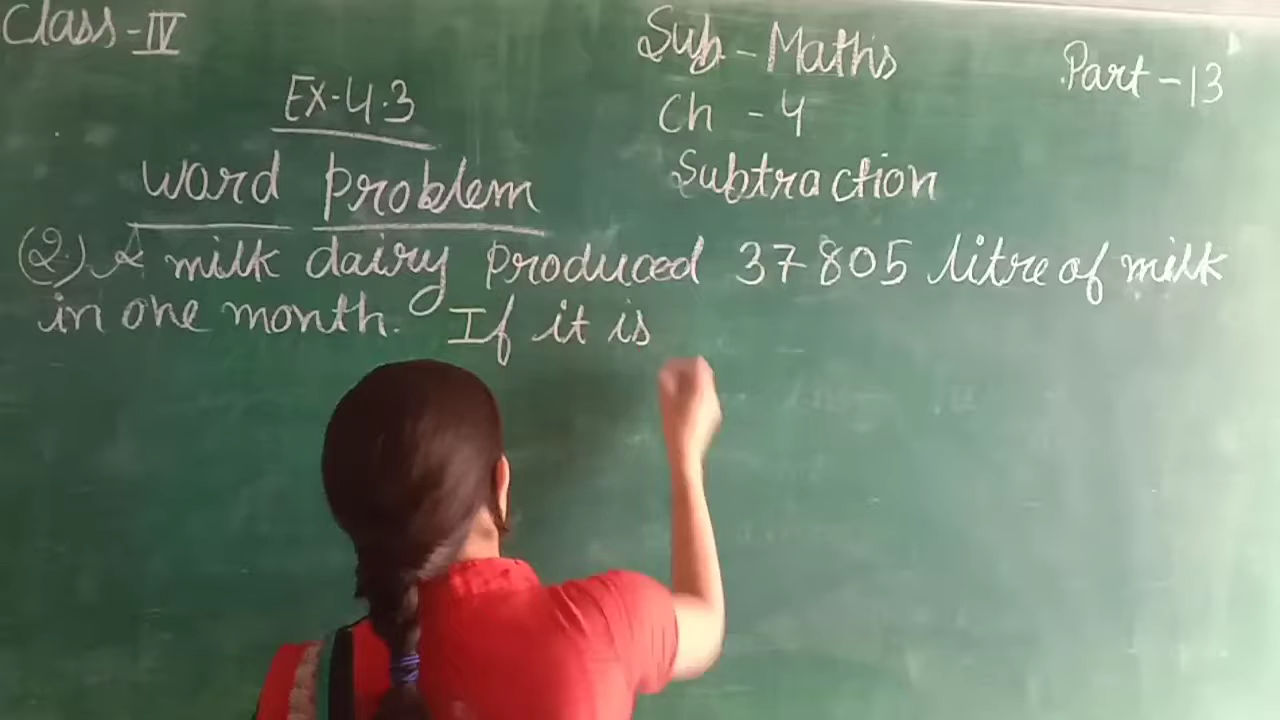 Class-IV
Sub-Maths
Part-13
Ex-4.3
Ch - 4
word problem
Subtraction
(2.) A milk dairy produced 37805 litre of milk
in one month. If it is